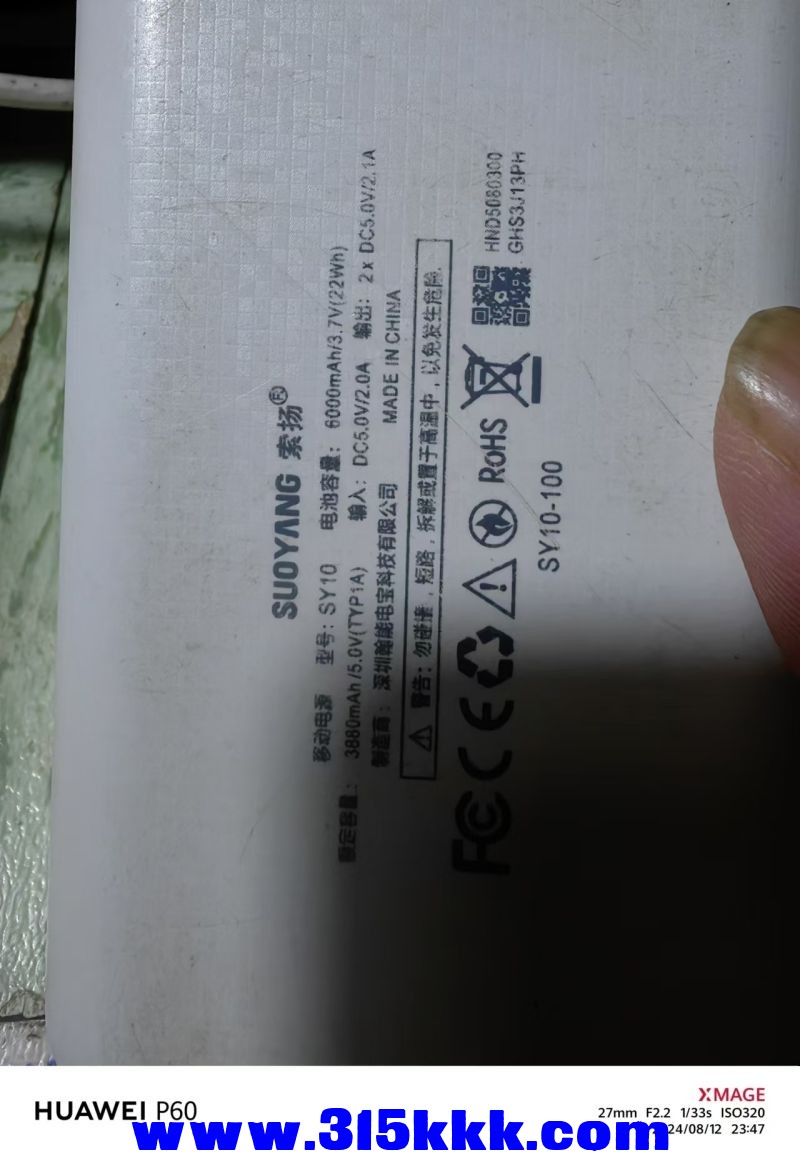 SUOYANG 索扬®
移动电源 型号：SY10 电池容量：6000mAh/3.7V(22Wh)
额定容量：3880mAh/5.0V(TYP1A) 输入：DC5.0V/2.0A 输出：2 x DC5.0V/2.1A
制造商：深圳瀚能电宝科技有限公司 MADE IN CHINA
警告：勿碰撞，短路，拆解或置于高温中，以免发生危险.
FC CE RoHS
HND5080300
GHS3J13PH
SY10-100
HUAWEI P60
XMAGE
27mm F2.2 1/33s ISO320
24/08/12 23:47
www.315kkk.com